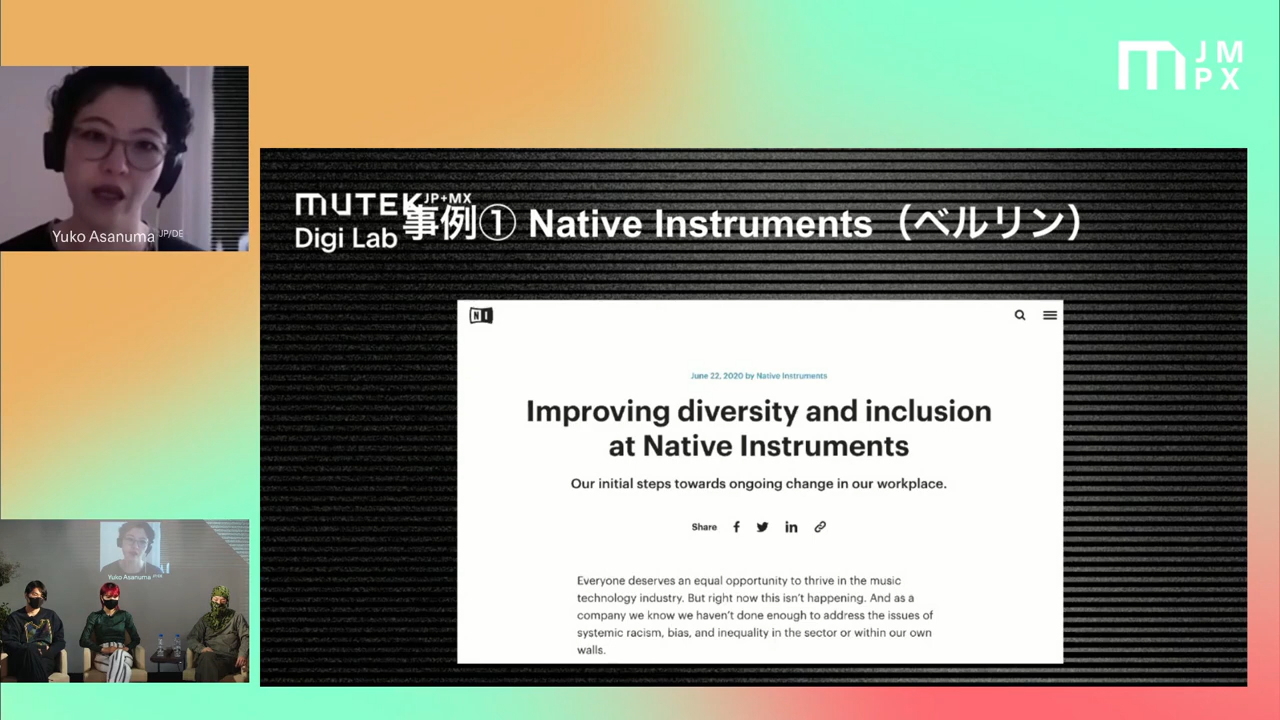 JM
PX
Yuko Asanuma JP/DE
MUTEK JP+MX
Digi Lab
事例① Native Instruments（ベルリン）
NI
June 22, 2020 by Native Instruments
Improving diversity and inclusion
at Native Instruments
Our initial steps towards ongoing change in our workplace.
Share
Everyone deserves an equal opportunity to thrive in the music
technology industry. But right now this isn't happening. And as a
company we know we haven't done enough to address the issues of
systemic racism, bias, and inequality in the sector or within our own
walls.
Yuko Asanuma JP/DE